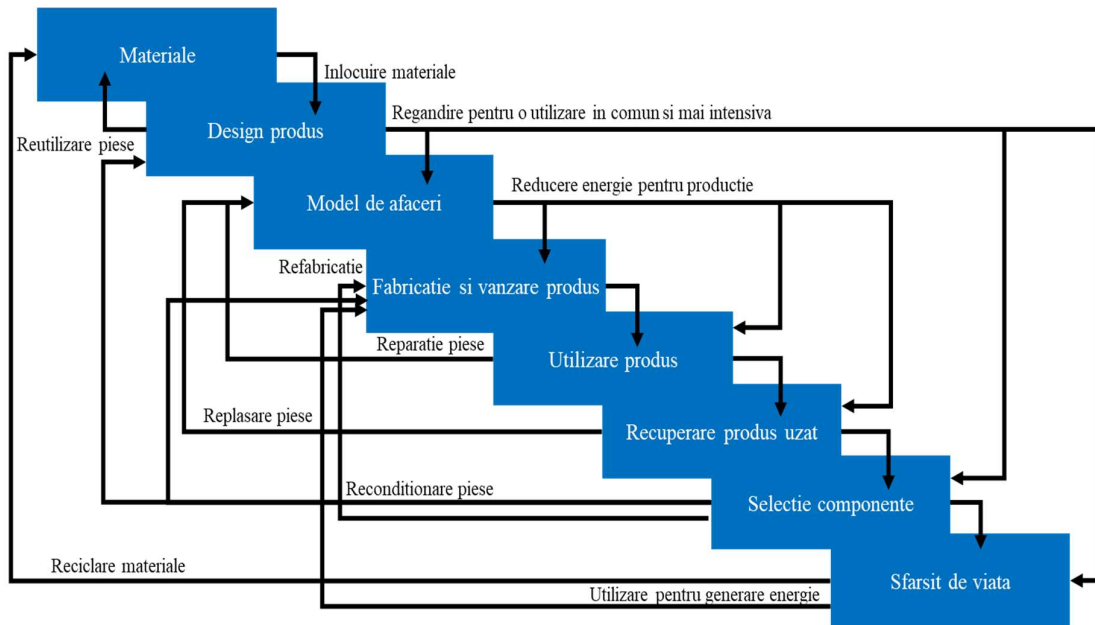 Materiale
Inlocuire materiale
Regandire pentru o utilizare in comun si mai intensiva
Design produs
Reutilizare piese
Reducere energie pentru productie
Model de afaceri
Refabricatie
Fabricatie si vanzare produs
Reparatie piese
Utilizare produs
Replasare piese
Recuperare produs uzat
Reconditionare piese
Selectie componente
Reciclare materiale
Sfarsit de viata
Utilizare pentru generare energie